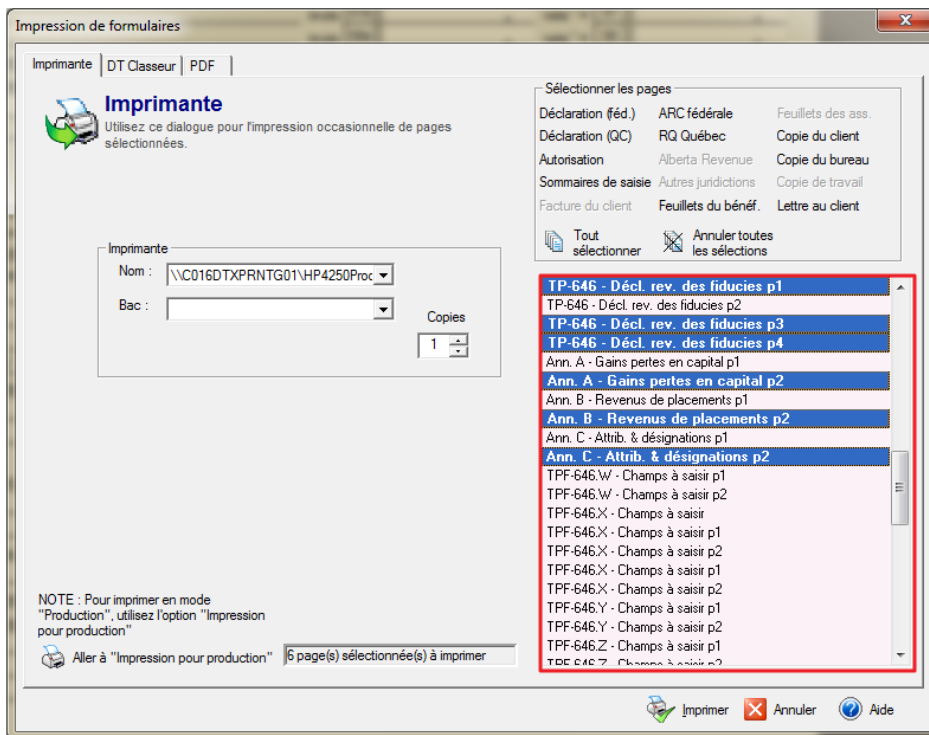 Impression de formulaires
Imprimante
DT Classeur
PDF
Imprimante
Utilisez ce dialogue pour l'impression occasionnelle de pages
sélectionnées.
Imprimante
Nom :
\\C016DTXPRNTG01\HP4250Proc
Bac :
Copies
1
NOTE : Pour imprimer en mode
"Production", utilisez l'option "Impression
pour production"
Aller à "Impression pour production"
6 page(s) sélectionnée(s) à imprimer
Sélectionner les pages
Déclaration (féd.) ARC fédérale Feuillets des ass.
Déclaration (QC) RQ Québec Copie du client
Autorisation Alberta Revenue Copie du bureau
Sommaires de saisie Autres juridictions Copie de travail
Facture du client Feuillets du bénéf. Lettre au client
Tout
sélectionner
Annuler toutes
les sélections
TP-646 - Décl. rev. des fiducies p1
TP-646 - Décl. rev. des fiducies p2
TP-646 - Décl. rev. des fiducies p3
TP-646 - Décl. rev. des fiducies p4
Ann. A - Gains pertes en capital p1
Ann. A - Gains pertes en capital p2
Ann. B - Revenus de placements p1
Ann. B - Revenus de placements p2
Ann. C - Attrib. & désignations p1
Ann. C - Attrib. & désignations p2
TPF-646.W - Champs à saisir p1
TPF-646.W - Champs à saisir p2
TPF-646.X - Champs à saisir
TPF-646.X - Champs à saisir p1
TPF-646.X - Champs à saisir p2
TPF-646.X - Champs à saisir p1
TPF-646.X - Champs à saisir p2
TPF-646.Y - Champs à saisir p1
TPF-646.Y - Champs à saisir p2
TPF-646.Z - Champs à saisir p1
TPF-646.Z - Champs à saisir p2
Imprimer
Annuler
Aide